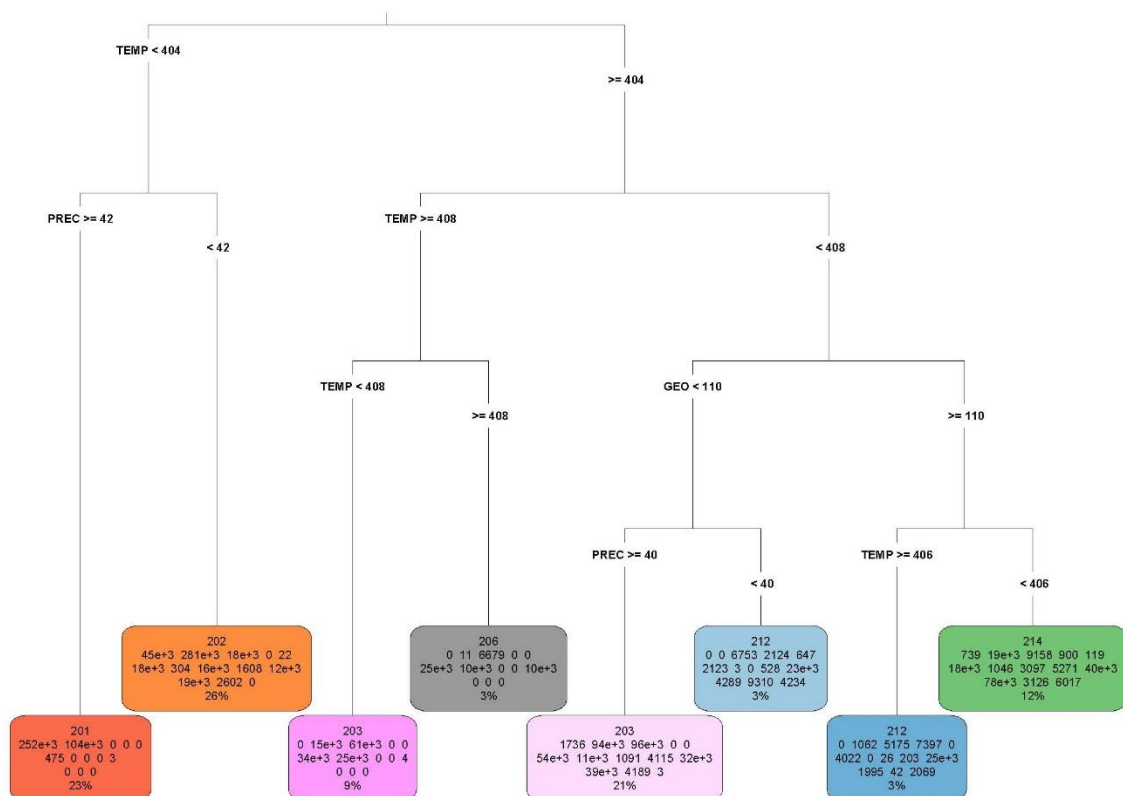 TEMP < 404
>= 404
PREC >= 42
< 42
TEMP >= 408
< 408
TEMP < 408
>= 408
GEO < 110
>= 110
PREC >= 40
< 40
TEMP >= 406
< 406
202
45e+3 281e+3 18e+3 0 22
18e+3 304 16e+3 1608 12e+3
19e+3 2602 0
26%
206
0 11 6679 0 0
25e+3 10e+3 0 0 10e+3
0 0 0
3%
212
0 0 6753 2124 647
2123 3 0 528 23e+3
4289 9310 4234
3%
214
739 19e+3 9158 900 119
18e+3 1046 3097 5271 40e+3
78e+3 3126 6017
12%
201
252e+3 104e+3 0 0 0
475 0 0 0 3
0 0 0
23%
203
0 15e+3 61e+3 0 0
34e+3 25e+3 0 0 4
0 0 0
9%
203
1736 94e+3 96e+3 0 0
54e+3 11e+3 1091 4115 32e+3
39e+3 4189 3
21%
212
0 1062 5175 7397 0
4022 0 26 203 25e+3
1995 42 2069
3%